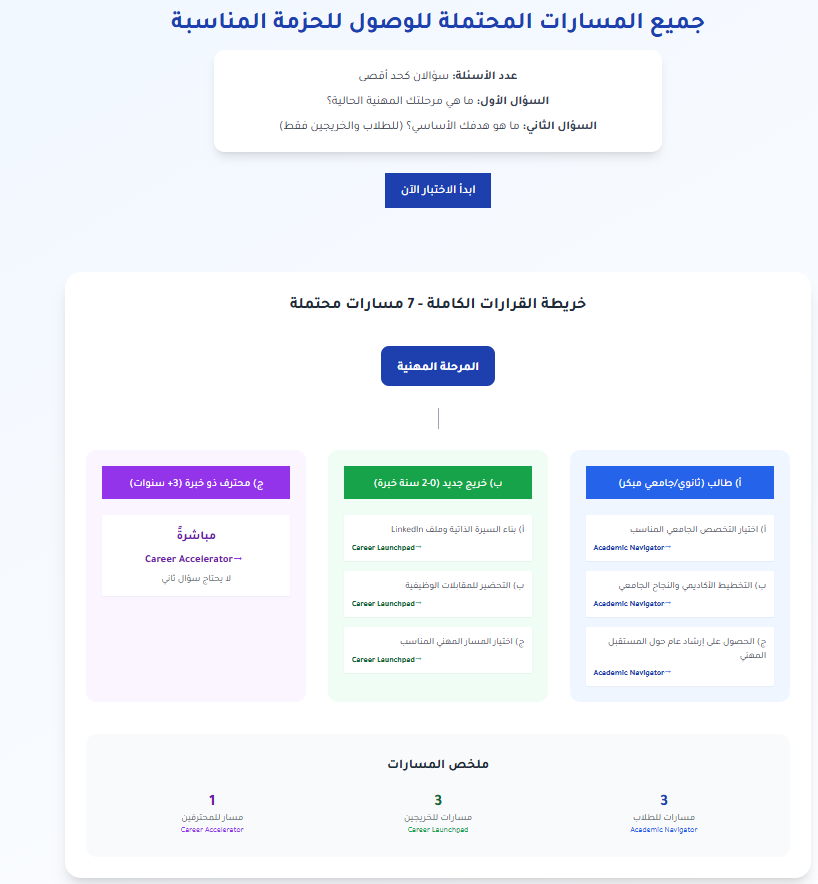 جميع المسارات المحتملة للوصول للحزمة المناسبة
عدد الأسئلة: سؤالان كحد أقصى
السؤال الأول: ما هي مرحلتك المهنية الحالية؟
السؤال الثاني: ما هو هدفك الأساسي؟ (للطلاب والخريجين فقط)
ابدأ الاختبار الآن
خريطة القرارات الكاملة - 7 مسارات محتملة
المرحلة المهنية
أ) طالب (ثانوي/جامعي مبكر)
أ) اختيار التخصص الجامعي المناسب
→Academic Navigator
ب) التخطيط الأكاديمي والنجاح الجامعي
→Academic Navigator
ج) الحصول على إرشاد عام حول المستقبل
المهني
→Academic Navigator
ب) خريج جديد (0-2 سنة خبرة)
أ) بناء السيرة الذاتية وملف LinkedIn
→Career Launchpad
ب) التحضير للمقابلات الوظيفية
→Career Launchpad
ج) اختيار المسار المهني المناسب
→Career Launchpad
ج) محترف ذو خبرة (3+ سنوات)
مباشرةً
→Career Accelerator
لا يحتاج سؤال ثاني
ملخص المسارات
3
مسارات للطلاب
Academic Navigator
3
مسارات للخريجين
Career Launchpad
1
مسار للمحترفين
Career Accelerator